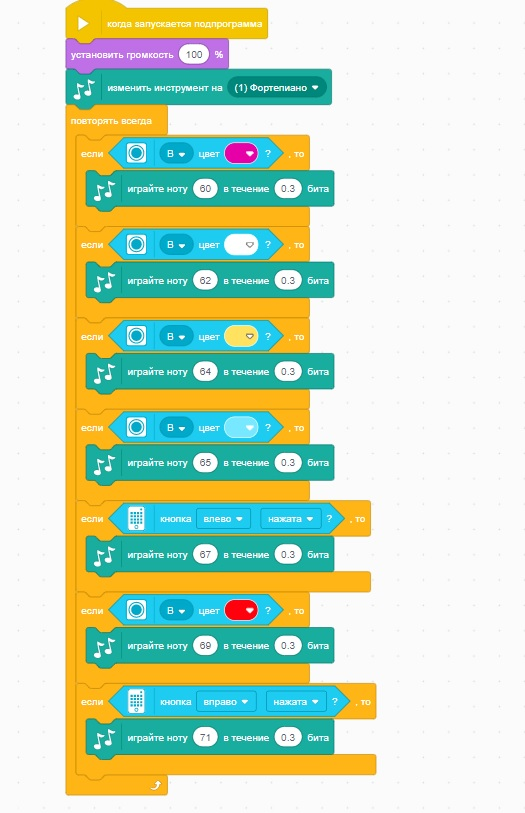 когда запускается подпрограмма
установить громкость 100 %
изменить инструмент на (1) Фортепиано
повторять всегда
если B цвет ? , то
играйте ноту 60 в течение 0.3 бита
если B цвет ? , то
играйте ноту 62 в течение 0.3 бита
если B цвет ? , то
играйте ноту 64 в течение 0.3 бита
если B цвет ? , то
играйте ноту 65 в течение 0.3 бита
если кнопка влево нажата ? , то
играйте ноту 67 в течение 0.3 бита
если B цвет ? , то
играйте ноту 69 в течение 0.3 бита
если кнопка вправо нажата ? , то
играйте ноту 71 в течение 0.3 бита